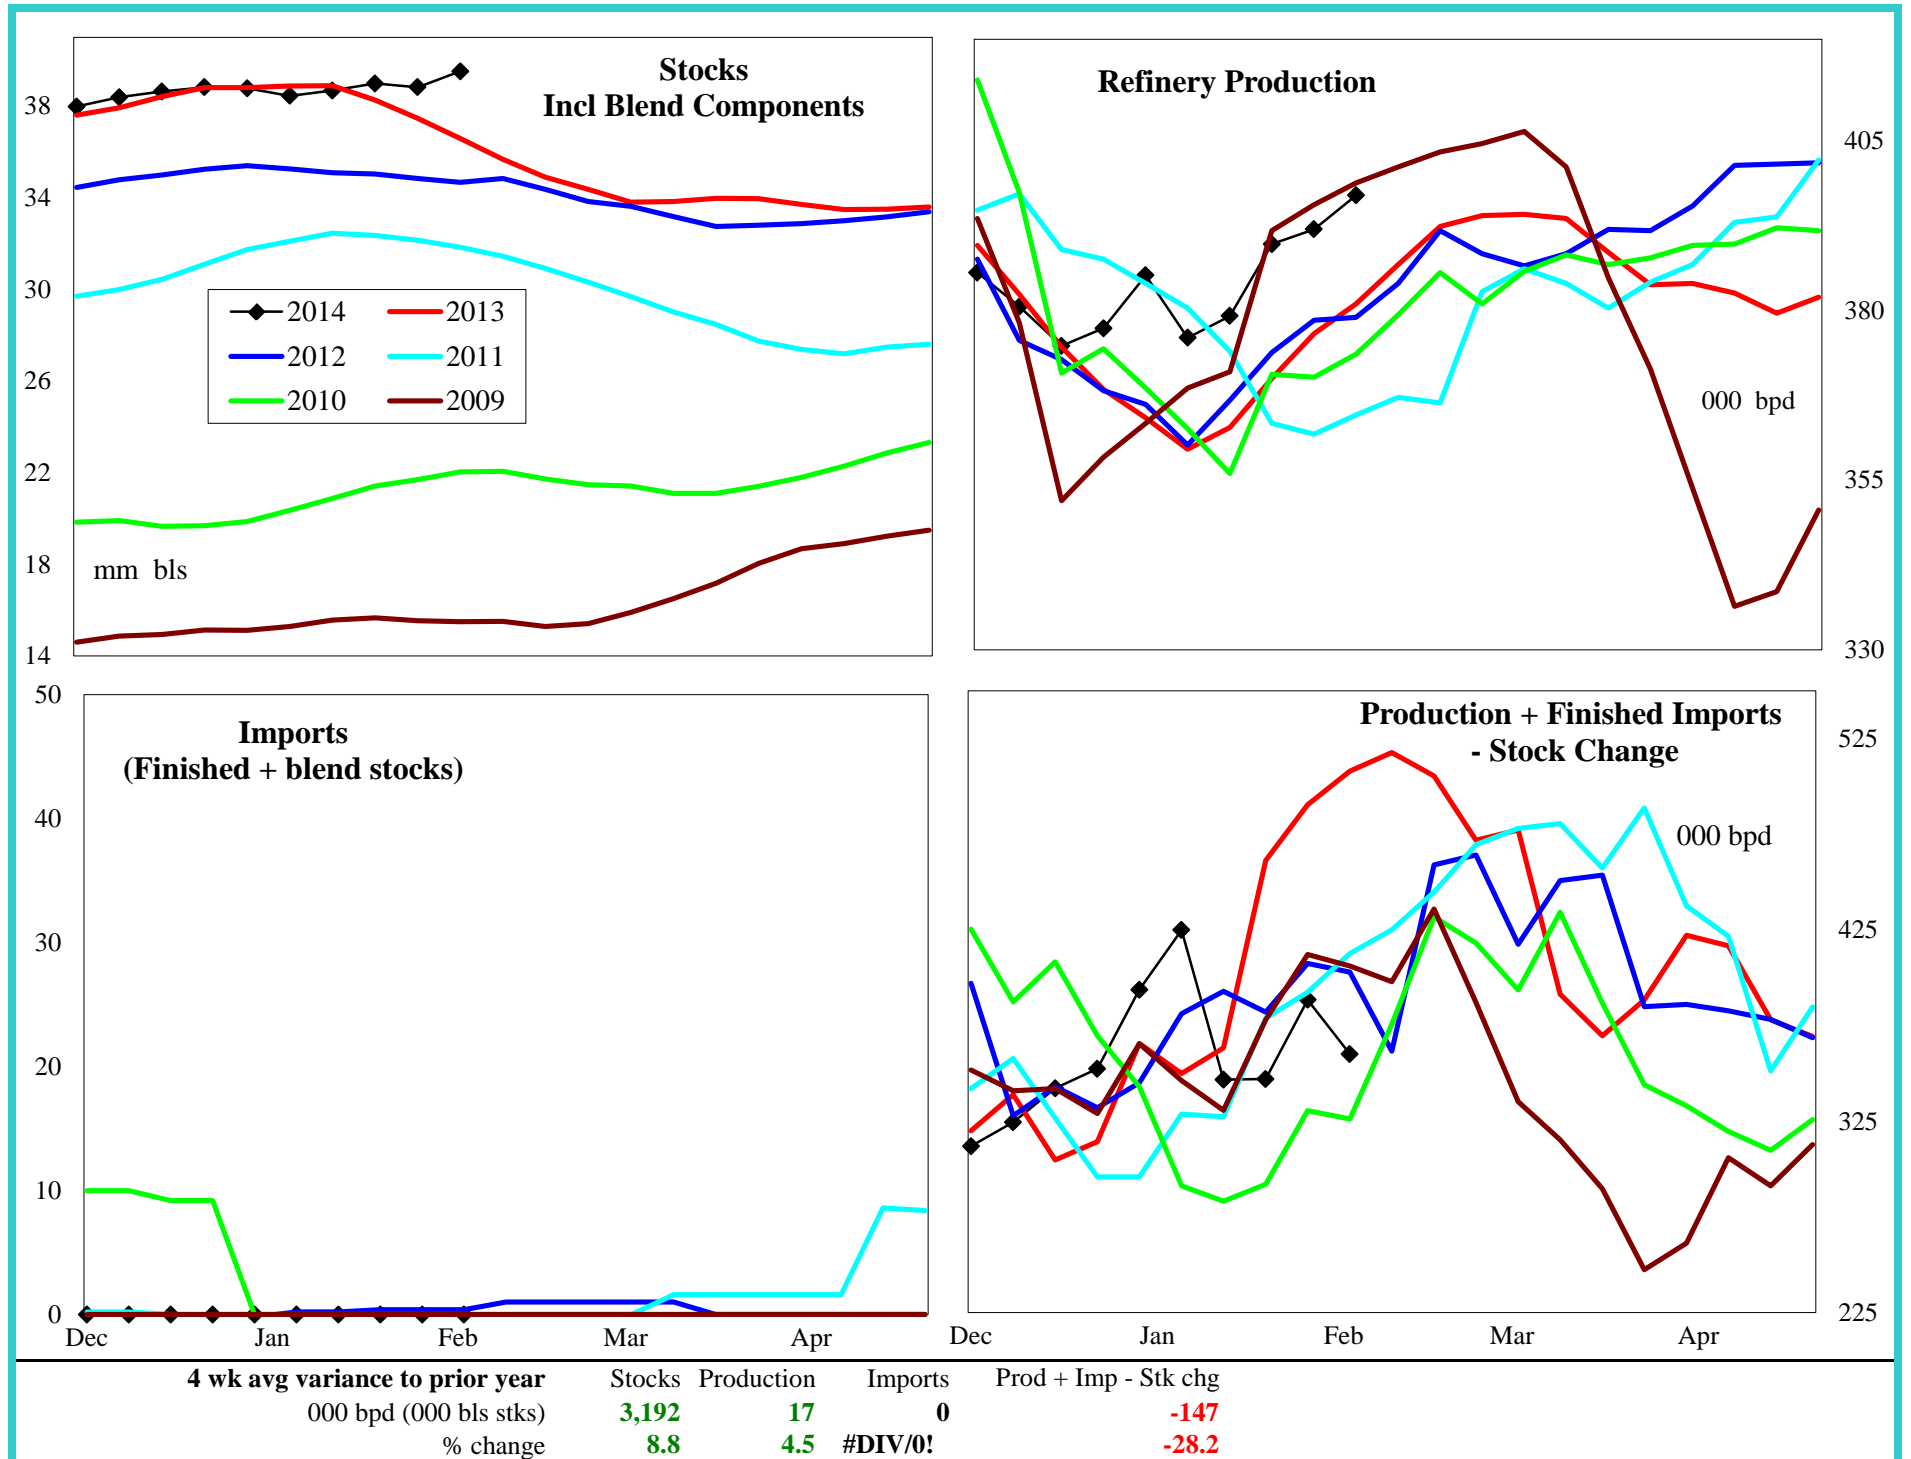 Stocks
Incl Blend Components
38
34
30
26
22
18
14
2014 2013
2012 2011
2010 2009
mm bls
Refinery Production
405
380
355
330
000 bpd
Imports
(Finished + blend stocks)
50
40
30
20
10
0
Dec Jan Feb Mar Apr
Production + Finished Imports
- Stock Change
525
000 bpd
425
325
225
Dec Jan Feb Mar Apr
4 wk avg variance to prior year Stocks Production Imports Prod + Imp - Stk chg
000 bpd (000 bls stks) 3,192 17 0 -147
% change 8.8 4.5 #DIV/0! -28.2